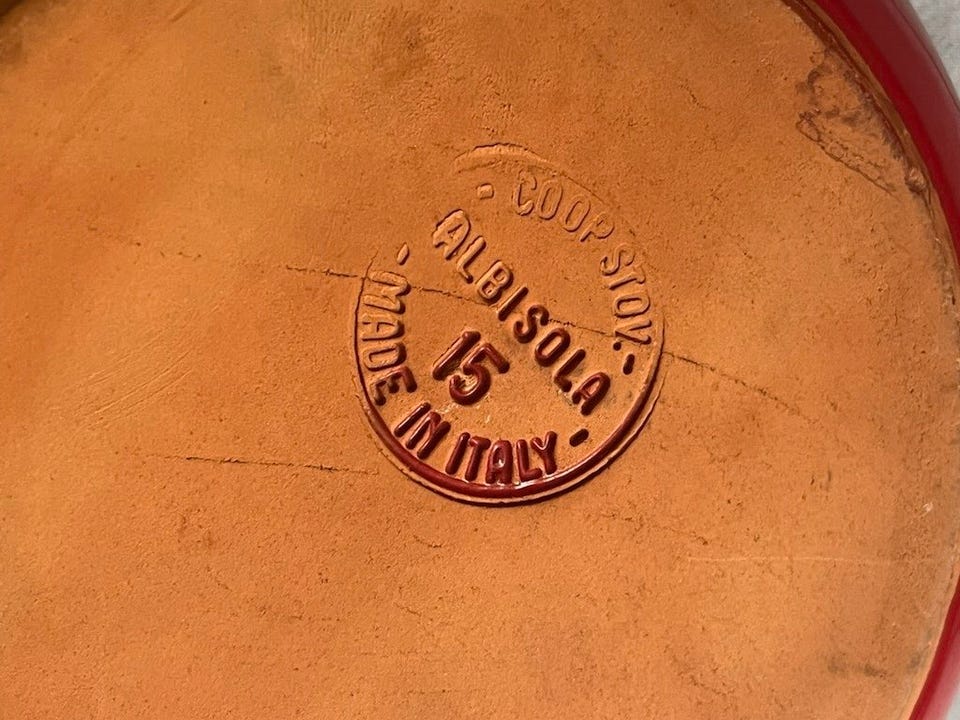 - COOP STOV. -
ALBISOLA
15
- MADE IN ITALY -